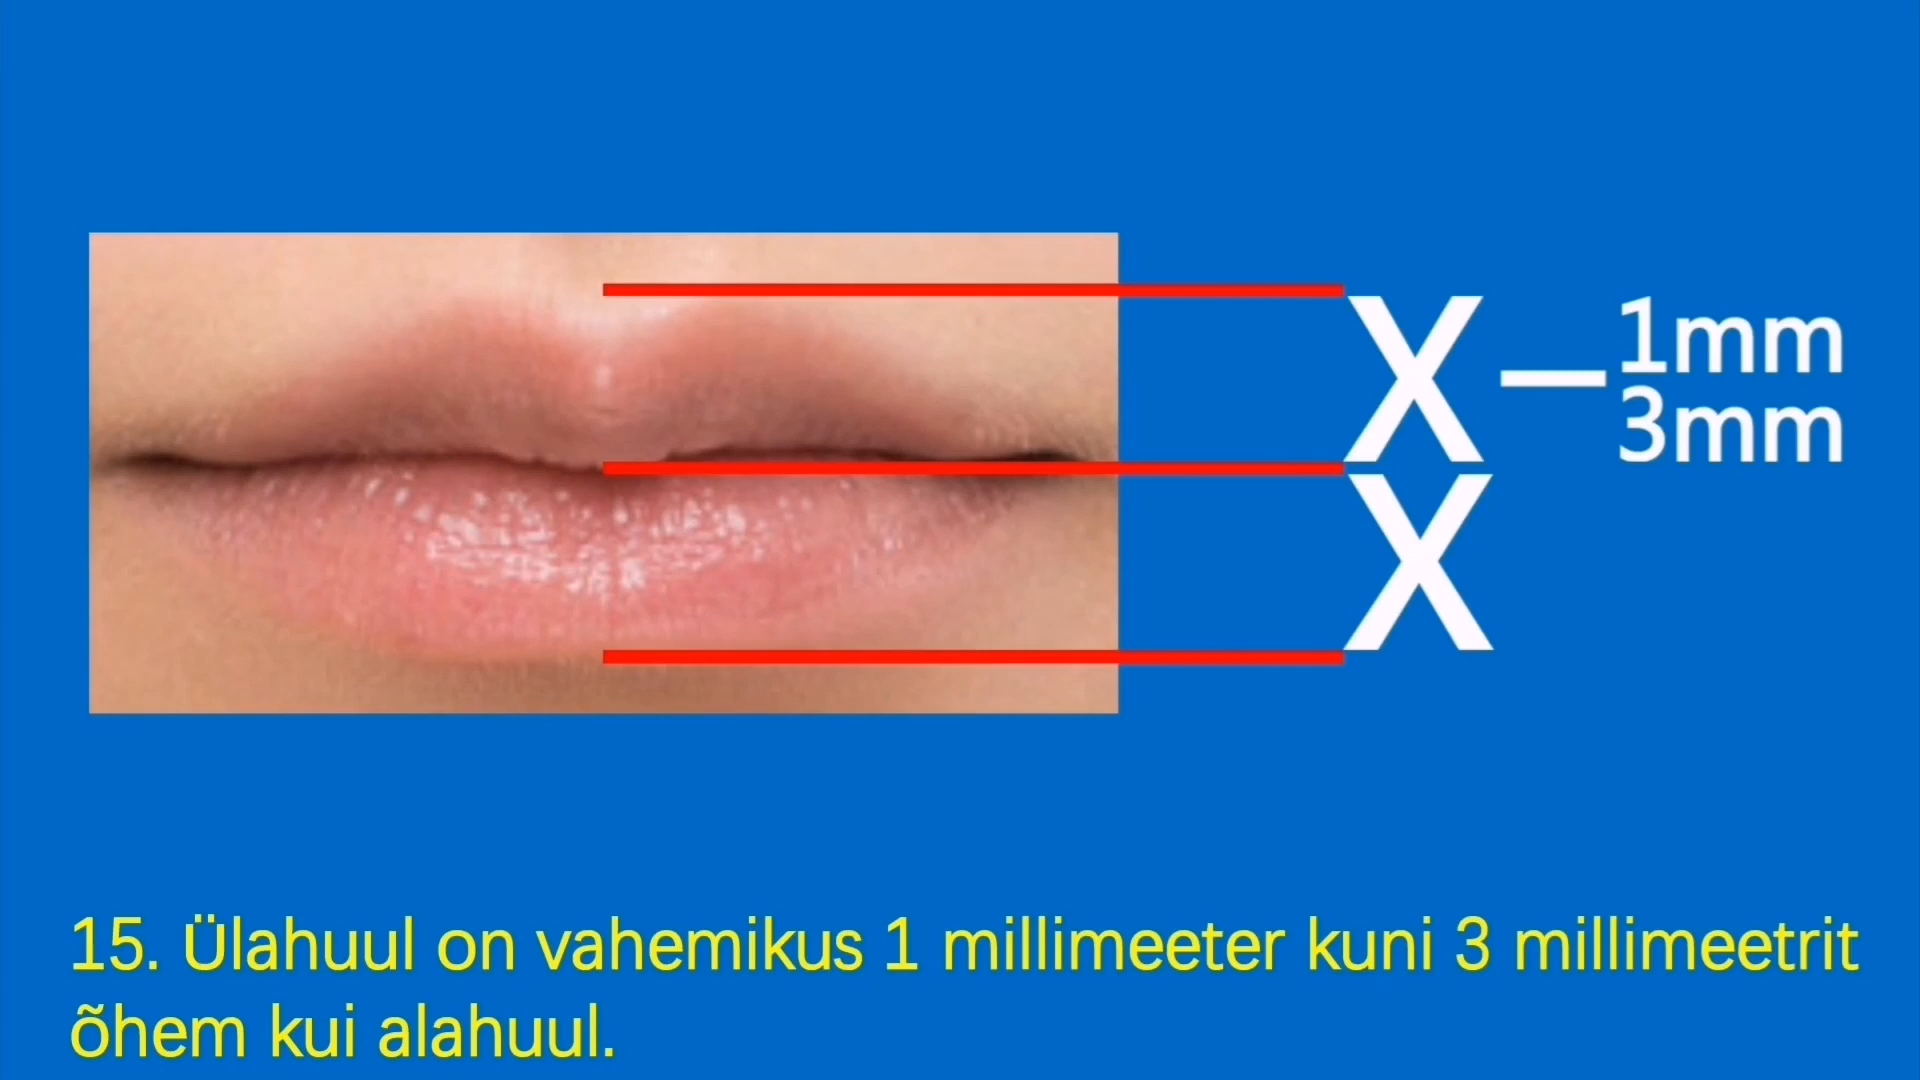 X — 1mm
3mm
X
15. Ülahuul on vahemikus 1 millimeeter kuni 3 millimeetrit
õhem kui alahuul.